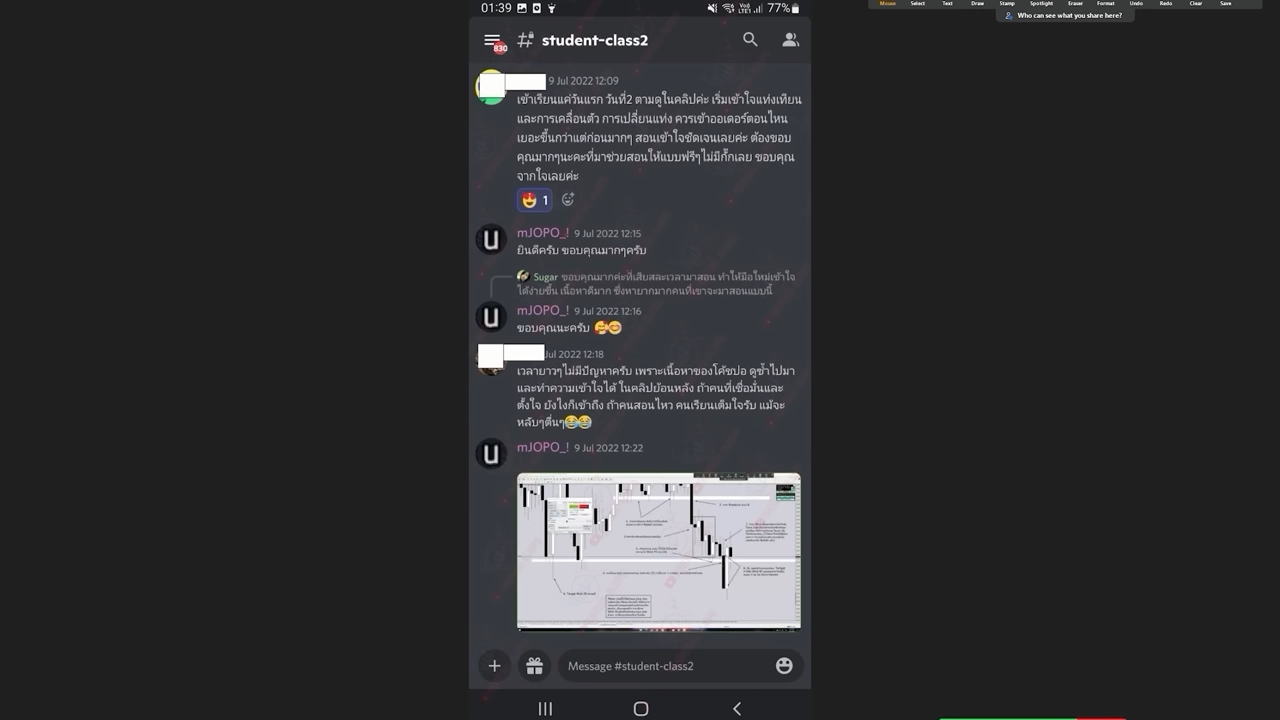 Mouse Select Text Draw Stamp Spotlight Eraser Format Undo Redo Clear Save
Who can see what you share here?
01:39 77%
830 student-class2
9 Jul 2022 12:09
เข้าเรียนแค่วันแรก วันที่2 ตามดูในคลิปค่ะ เริ่มเข้าใจแท่งเทียน
และการเคลื่อนตัว การเปลี่ยนแท่ง ควรเข้าออเดอร์ตอนไหน
เยอะขึ้นกว่าแต่ก่อนมากๆ สอนเข้าใจชัดเจนเลยค่ะ ต้องขอบ
คุณมากๆนะคะที่มาช่วยสอนให้แบบฟรีๆไม่มีกั๊กเลย ขอบคุณ
จากใจเลยค่ะ
1
mJOPO_! 9 Jul 2022 12:15
ยินดีครับ ขอบคุณมากๆครับ
Sugar ขอบคุณมากค่ะที่เสียสละเวลามาสอน ทำให้มือใหม่เข้าใจ
ได้ง่ายขึ้น เนื้อหาดีมาก ซึ่งหายากมากคนที่เขาจะมาสอนแบบนี้
mJOPO_! 9 Jul 2022 12:16
ขอบคุณนะครับ 🥰😊
Jul 2022 12:18
เวลายาวๆไม่มีปัญหาครับ เพราะเนื้อหาของโค้ชปอ ดูซ้ำไปมา
และทำความเข้าใจได้ ในคลิปย้อนหลัง ถ้าคนที่เชื่อมั่นและ
ตั้งใจ ยังไงก็เข้าถึง ถ้าคนสอนไหว คนเรียนเต็มใจรับ แม้จะ
หลับๆตื่นๆ😂😂
mJOPO_! 9 Jul 2022 12:22
Message #student-class2